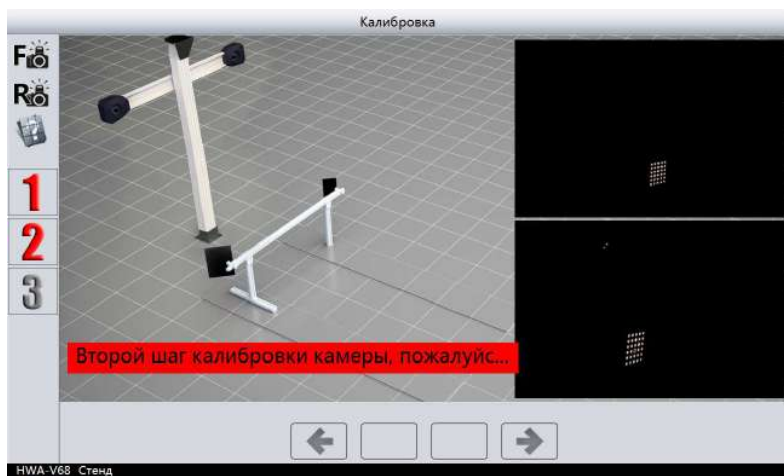 Калибровка
F
R
1
2
3
Второй шаг калибровки камеры, пожалуйс...
HWA-V68 Стенд